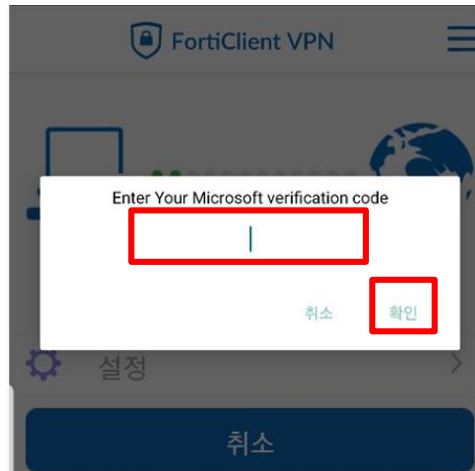 FortiClient VPN
Enter Your Microsoft verification code
취소
확인
설정
취소